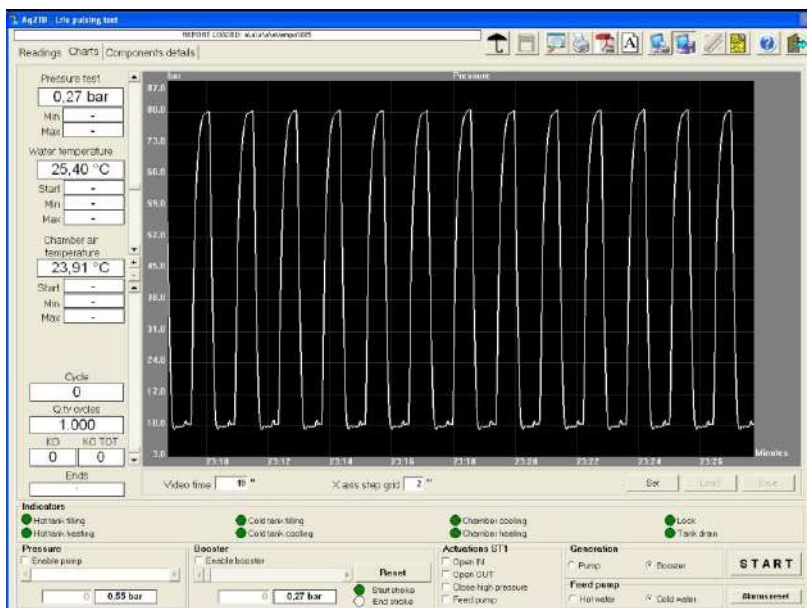 AqZTB - Life pulsing test
Readings Charts Components details
Pressure test
0,27 bar
Min -
Max -
Water temperature
25,40 °C
Start -
Min -
Max -
Chamber air
temperature
23,91 °C
Start -
Min -
Max -
Cycle
0
Q.ty cycles
1.000
KO KO TOT
0 0
Ends
-
bar Pressure
87.0
80.0
73.0
66.0
59.0
52.0
45.0
38.0
31.0
24.0
17.0
10.0
3.0
23:10 23:12 23:14 23:16 23:18 23:20 23:22 23:24 23:26 Minutes
Video time 19 " X axis step grid 2 " Set Load Save
Indicators
Hot tank filling Cold tank filling Chamber cooling Lock
Hot tank heating Cold tank cooling Chamber heating Tank drain
Pressure
Enable pump
0 0,55 bar
Booster
Enable booster
Reset
0 0,27 bar
Start stroke
End stroke
Actuations ST1
Open IN
Open OUT
Close high pressure
Feed pump
Generation
Pump Booster
Feed pump
Hot water Cold water
START
Alarms reset